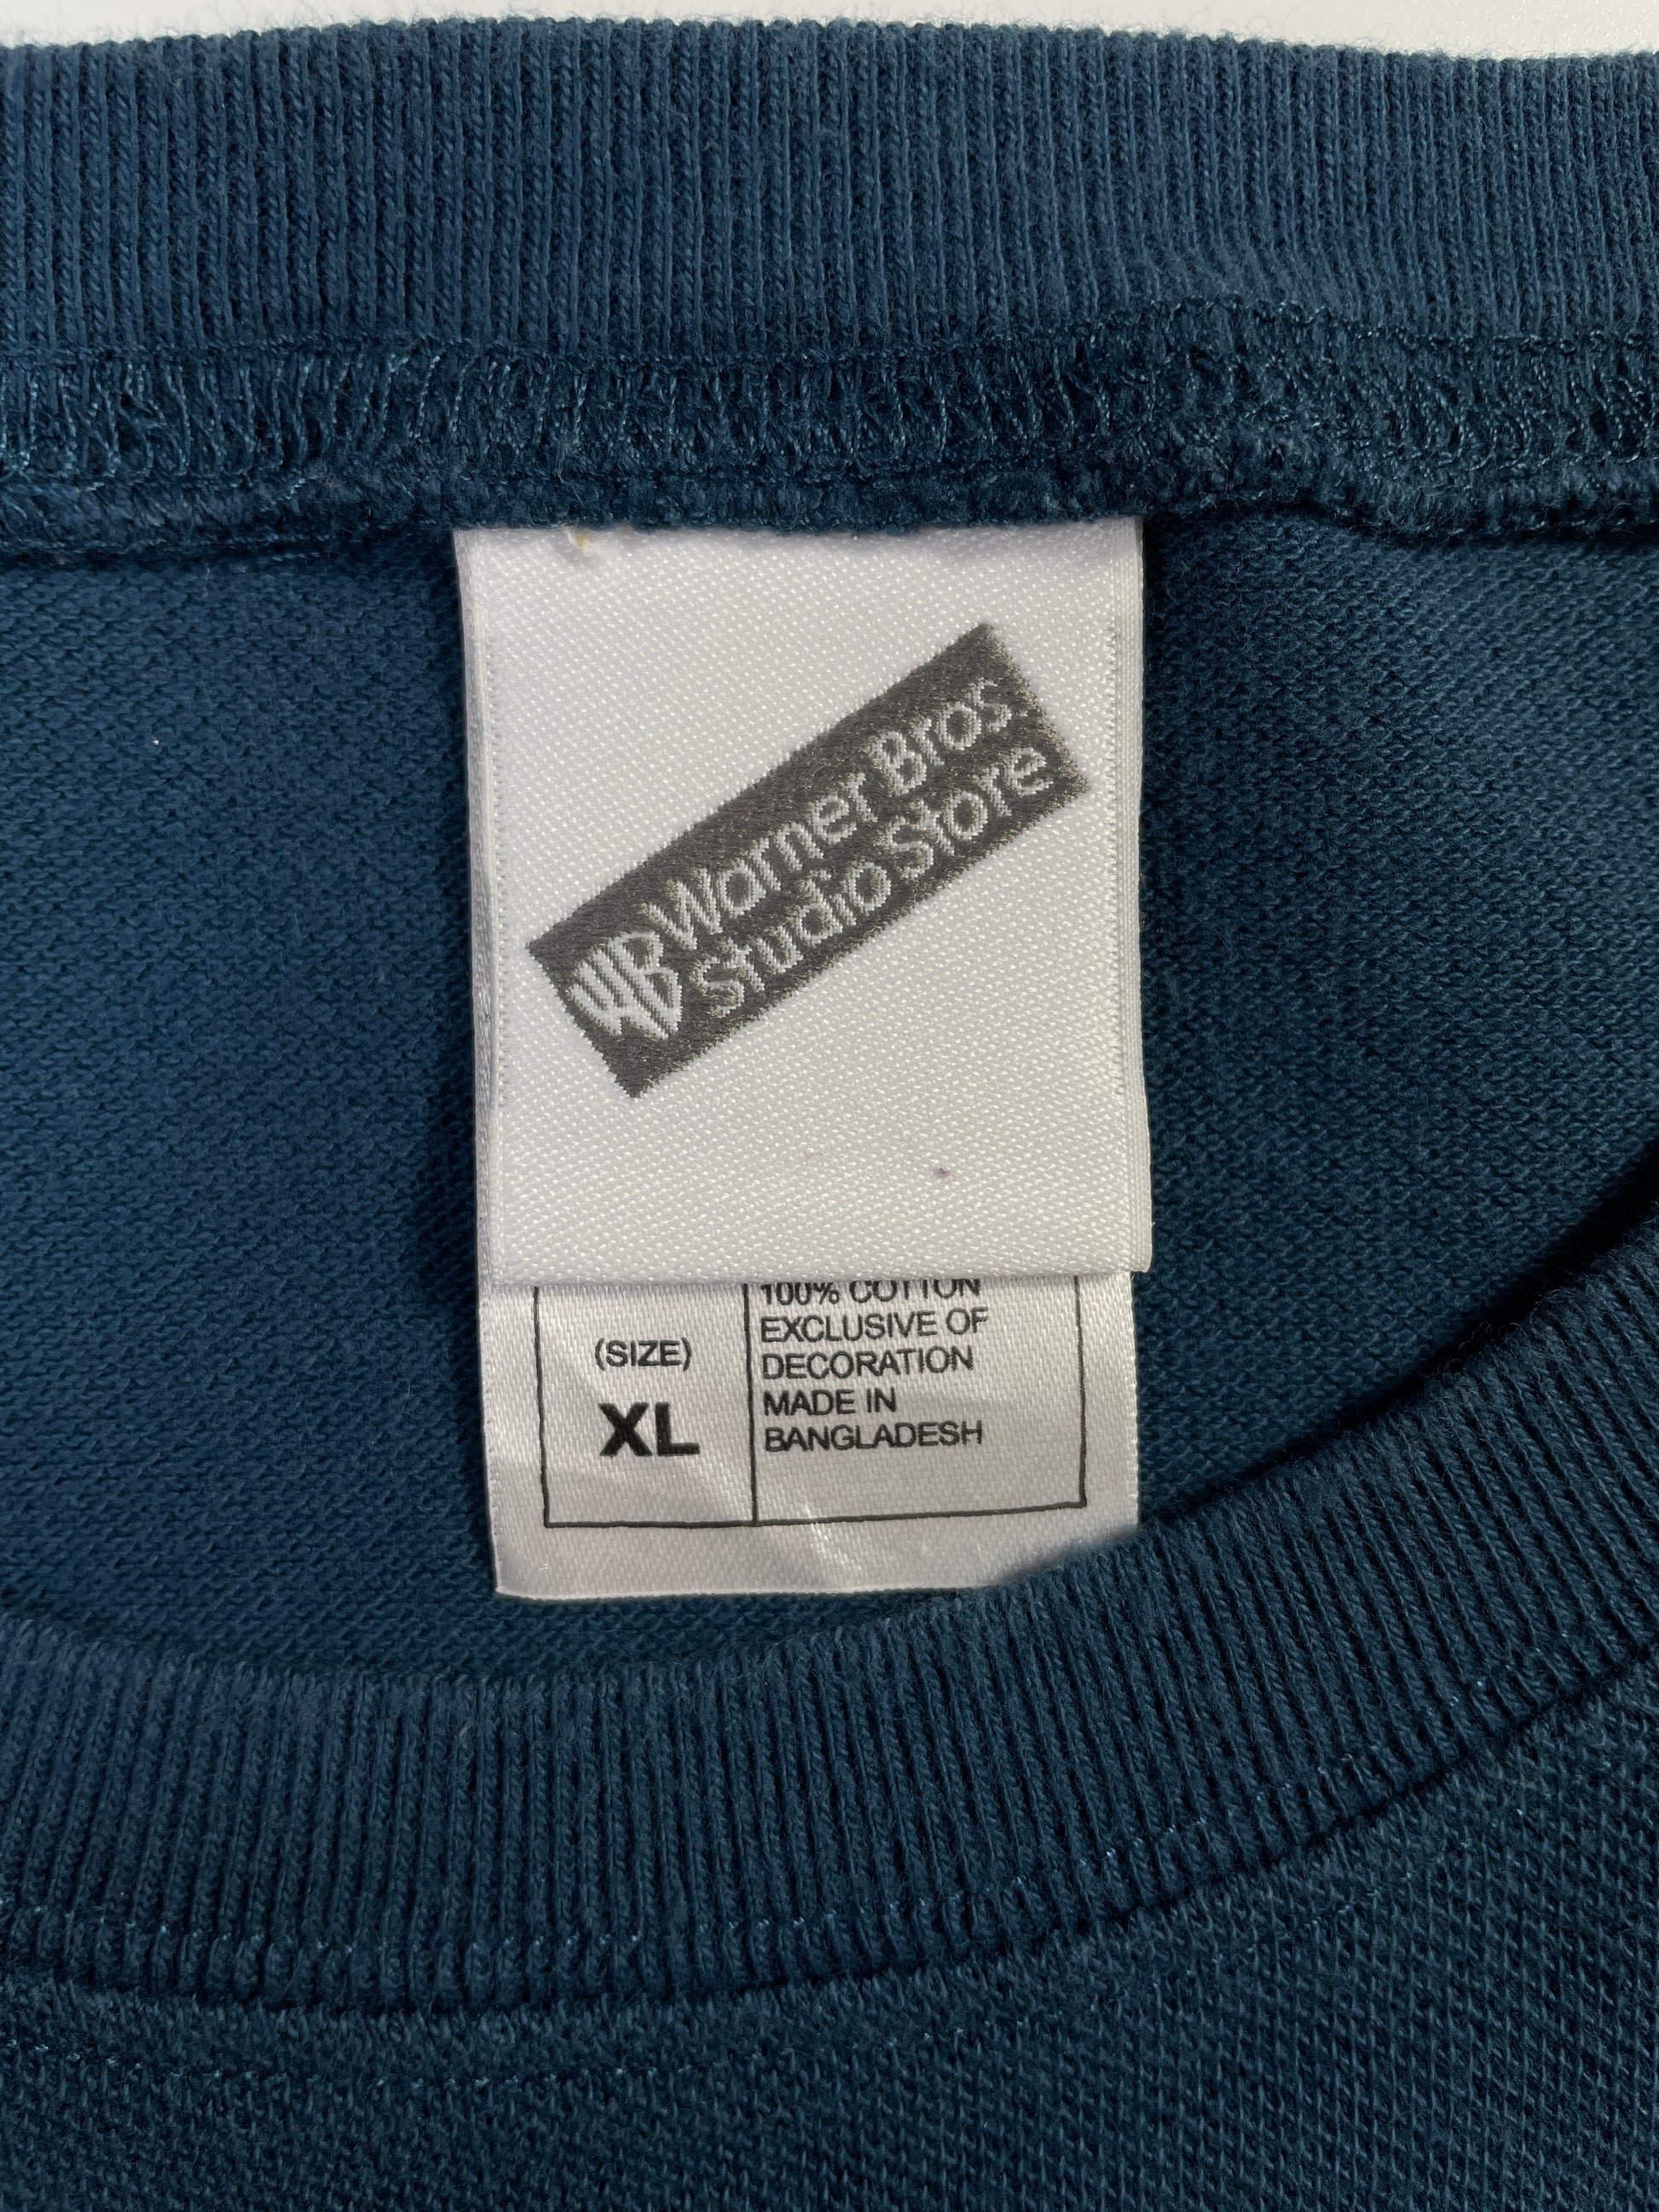 WB Warner Bros
Studio Store
(SIZE)
XL
100% COTTON
EXCLUSIVE OF
DECORATION
MADE IN
BANGLADESH